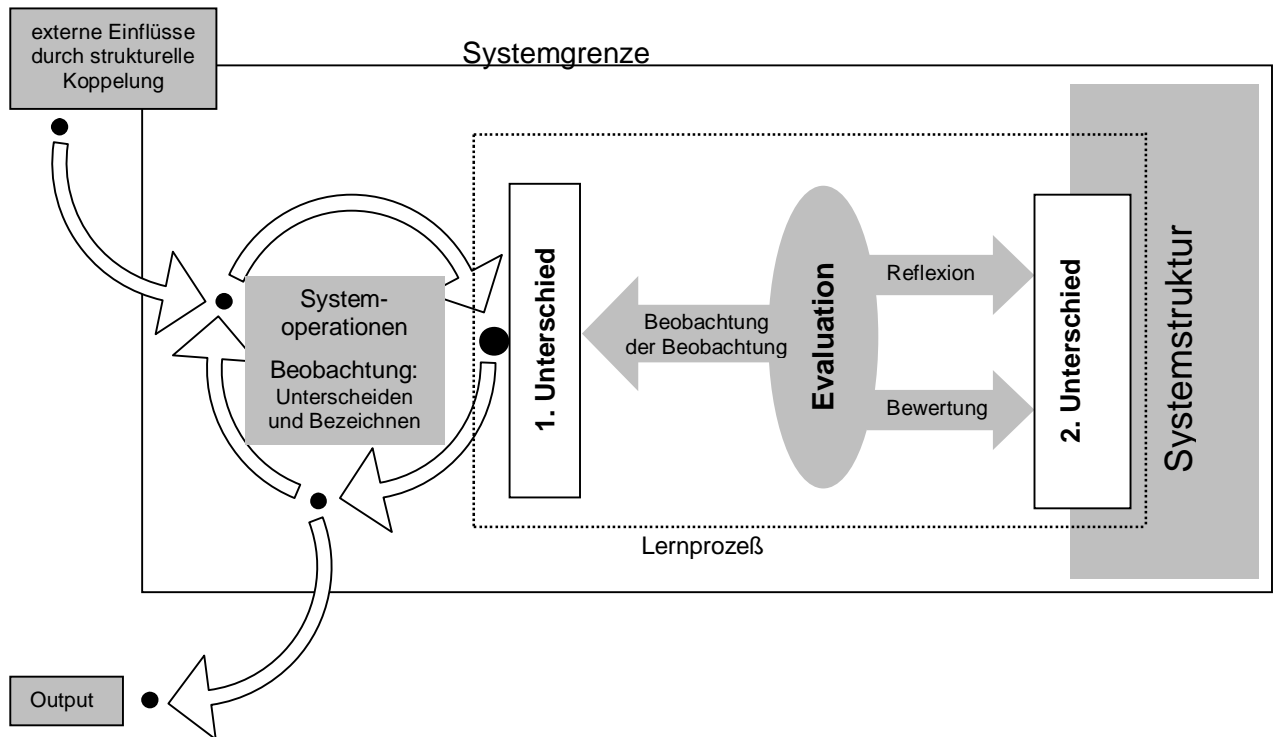 externe Einflüsse
durch strukturelle
Koppelung
Systemgrenze
System-
operationen
Beobachtung:
Unterscheiden
und Bezeichnen
1. Unterschied
Beobachtung
der Beobachtung
Evaluation
Reflexion
Bewertung
2. Unterschied
Systemstruktur
Lernprozeß
Output